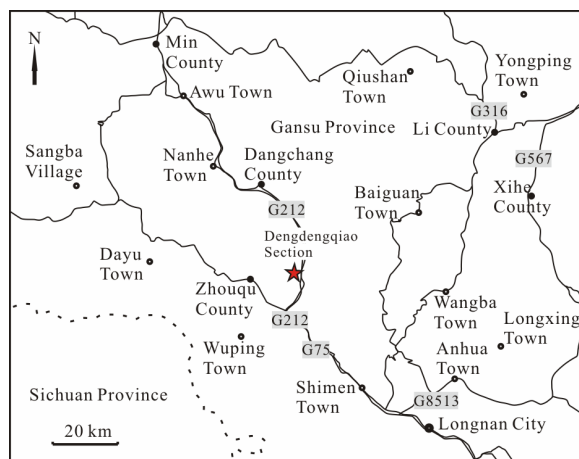 N
Min
County
Yongping
Town
Qiushan
Town
Awu Town
G316
Gansu Province
Li County
Sangba
Village
Nanhe
Town
Dangchang
County
G567
Xihe
County
Baiguan
Town
G212
Dengdengqiao
Section
Dayu
Town
Zhouqu
County
Wangba
Town
Longxing
Town
G212
Wuping
Town
G75
Anhua
Town
Sichuan Province
Shimen
Town
G8513
Longnan City
20 km